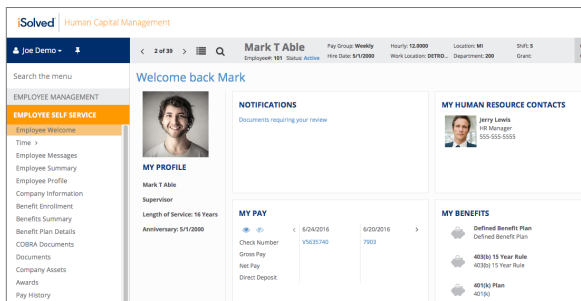 iSolved Human Capital Management
Joe Demo
2 of 39
Mark T Able
Employee#: 101 Status: Active
Pay Group: Weekly
Hire Date: 5/1/2000
Hourly: 12.0000
Work Location: DETRO...
Location: MI
Department: 200
Shift: S
Grant:
Search the menu
EMPLOYEE MANAGEMENT
EMPLOYEE SELF SERVICE
Employee Welcome
Time >
Employee Messages
Employee Summary
Employee Profile
Company Information
Benefit Enrollment
Benefits Summary
Benefit Plan Details
COBRA Documents
Documents
Company Assets
Awards
Pay History
Welcome back Mark
MY PROFILE
Mark T Able
Supervisor
Length of Service: 16 Years
Anniversary: 5/1/2000
NOTIFICATIONS
Documents requiring your review
MY HUMAN RESOURCE CONTACTS
Jerry Lewis
HR Manager
555-555-5555
MY PAY
< 6/24/2016 6/20/2016 >
Check Number V5635740 7903
Gross Pay
Net Pay
Direct Deposit
MY BENEFITS
Defined Benefit Plan
Defined Benefit Plan
403(b) 15 Year Rule
403(b) 15 Year Rule
401(k) Plan
401(k)